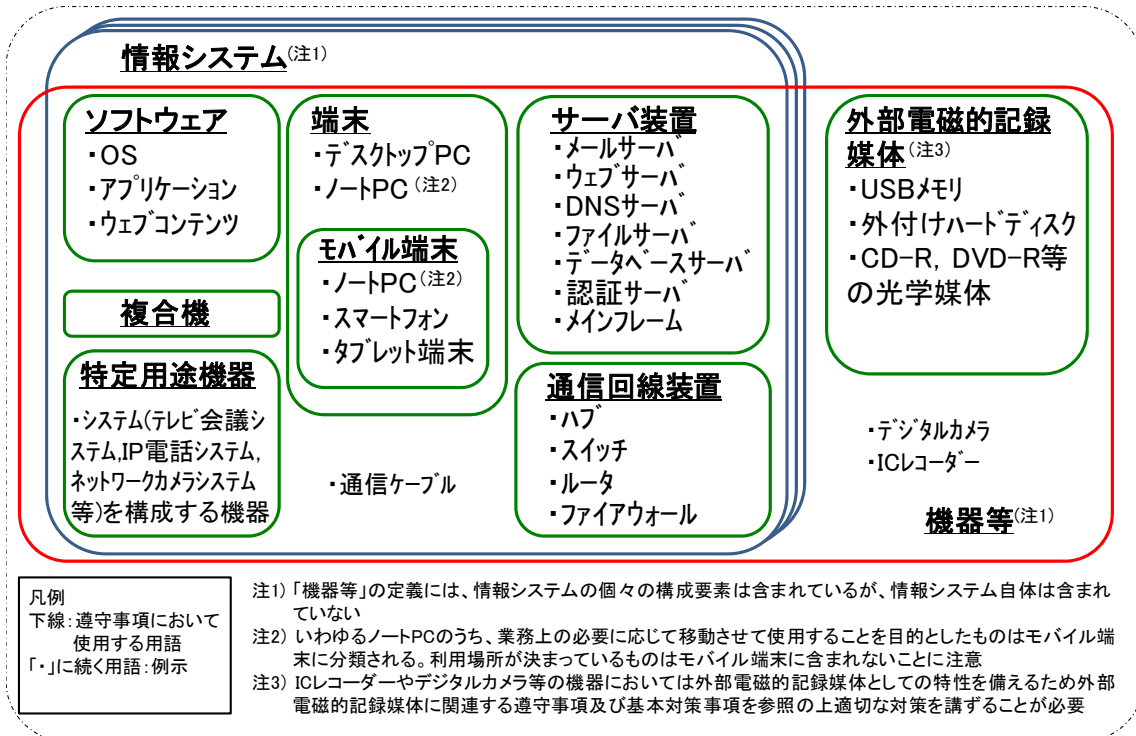 情報システム(注1)
ソフトウェア
・OS
・アプリケーション
・ウェブコンテンツ
複合機
特定用途機器
・システム(テレビ会議シ
ステム,IP電話システム,
ネットワークカメラシステム
等)を構成する機器
端末
・デスクトップPC
・ノートPC(注2)
モバイル端末
・ノートPC(注2)
・スマートフォン
・タブレット端末
・通信ケーブル
サーバ装置
・メールサーバ
・ウェブサーバ
・DNSサーバ
・ファイルサーバ
・データベースサーバ
・認証サーバ
・メインフレーム
通信回線装置
・ハブ
・スイッチ
・ルータ
・ファイアウォール
外部電磁的記録
媒体(注3)
・USBメモリ
・外付けハードディスク
・CD-R, DVD-R等
の光学媒体
・デジタルカメラ
・ICレコーダー
機器等(注1)
凡例
下線:遵守事項において
使用する用語
「・」に続く用語:例示
注1) 「機器等」の定義には、情報システムの個々の構成要素は含まれているが、情報システム自体は含まれ
ていない
注2) いわゆるノートPCのうち、業務上の必要に応じて移動させて使用することを目的としたものはモバイル端
末に分類される。利用場所が決まっているものはモバイル端末に含まれないことに注意
注3) ICレコーダーやデジタルカメラ等の機器においては外部電磁的記録媒体としての特性を備えるため外部
電磁的記録媒体に関連する遵守事項及び基本対策事項を参照の上適切な対策を講ずることが必要